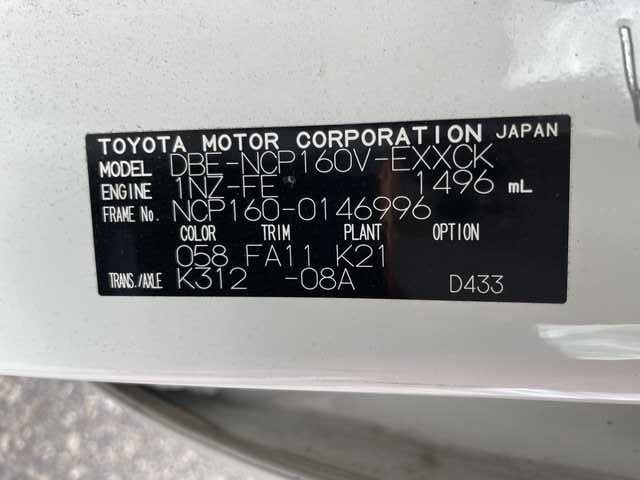 TOYOTA MOTOR CORPORATION JAPAN
MODEL DBE-NCP160V-EXXCK
ENGINE 1NZ-FE 1496 mL
FRAME No. NCP160-0146996
COLOR TRIM PLANT OPTION
058 FA11 K21
TRANS./AXLE K312 -08A D433